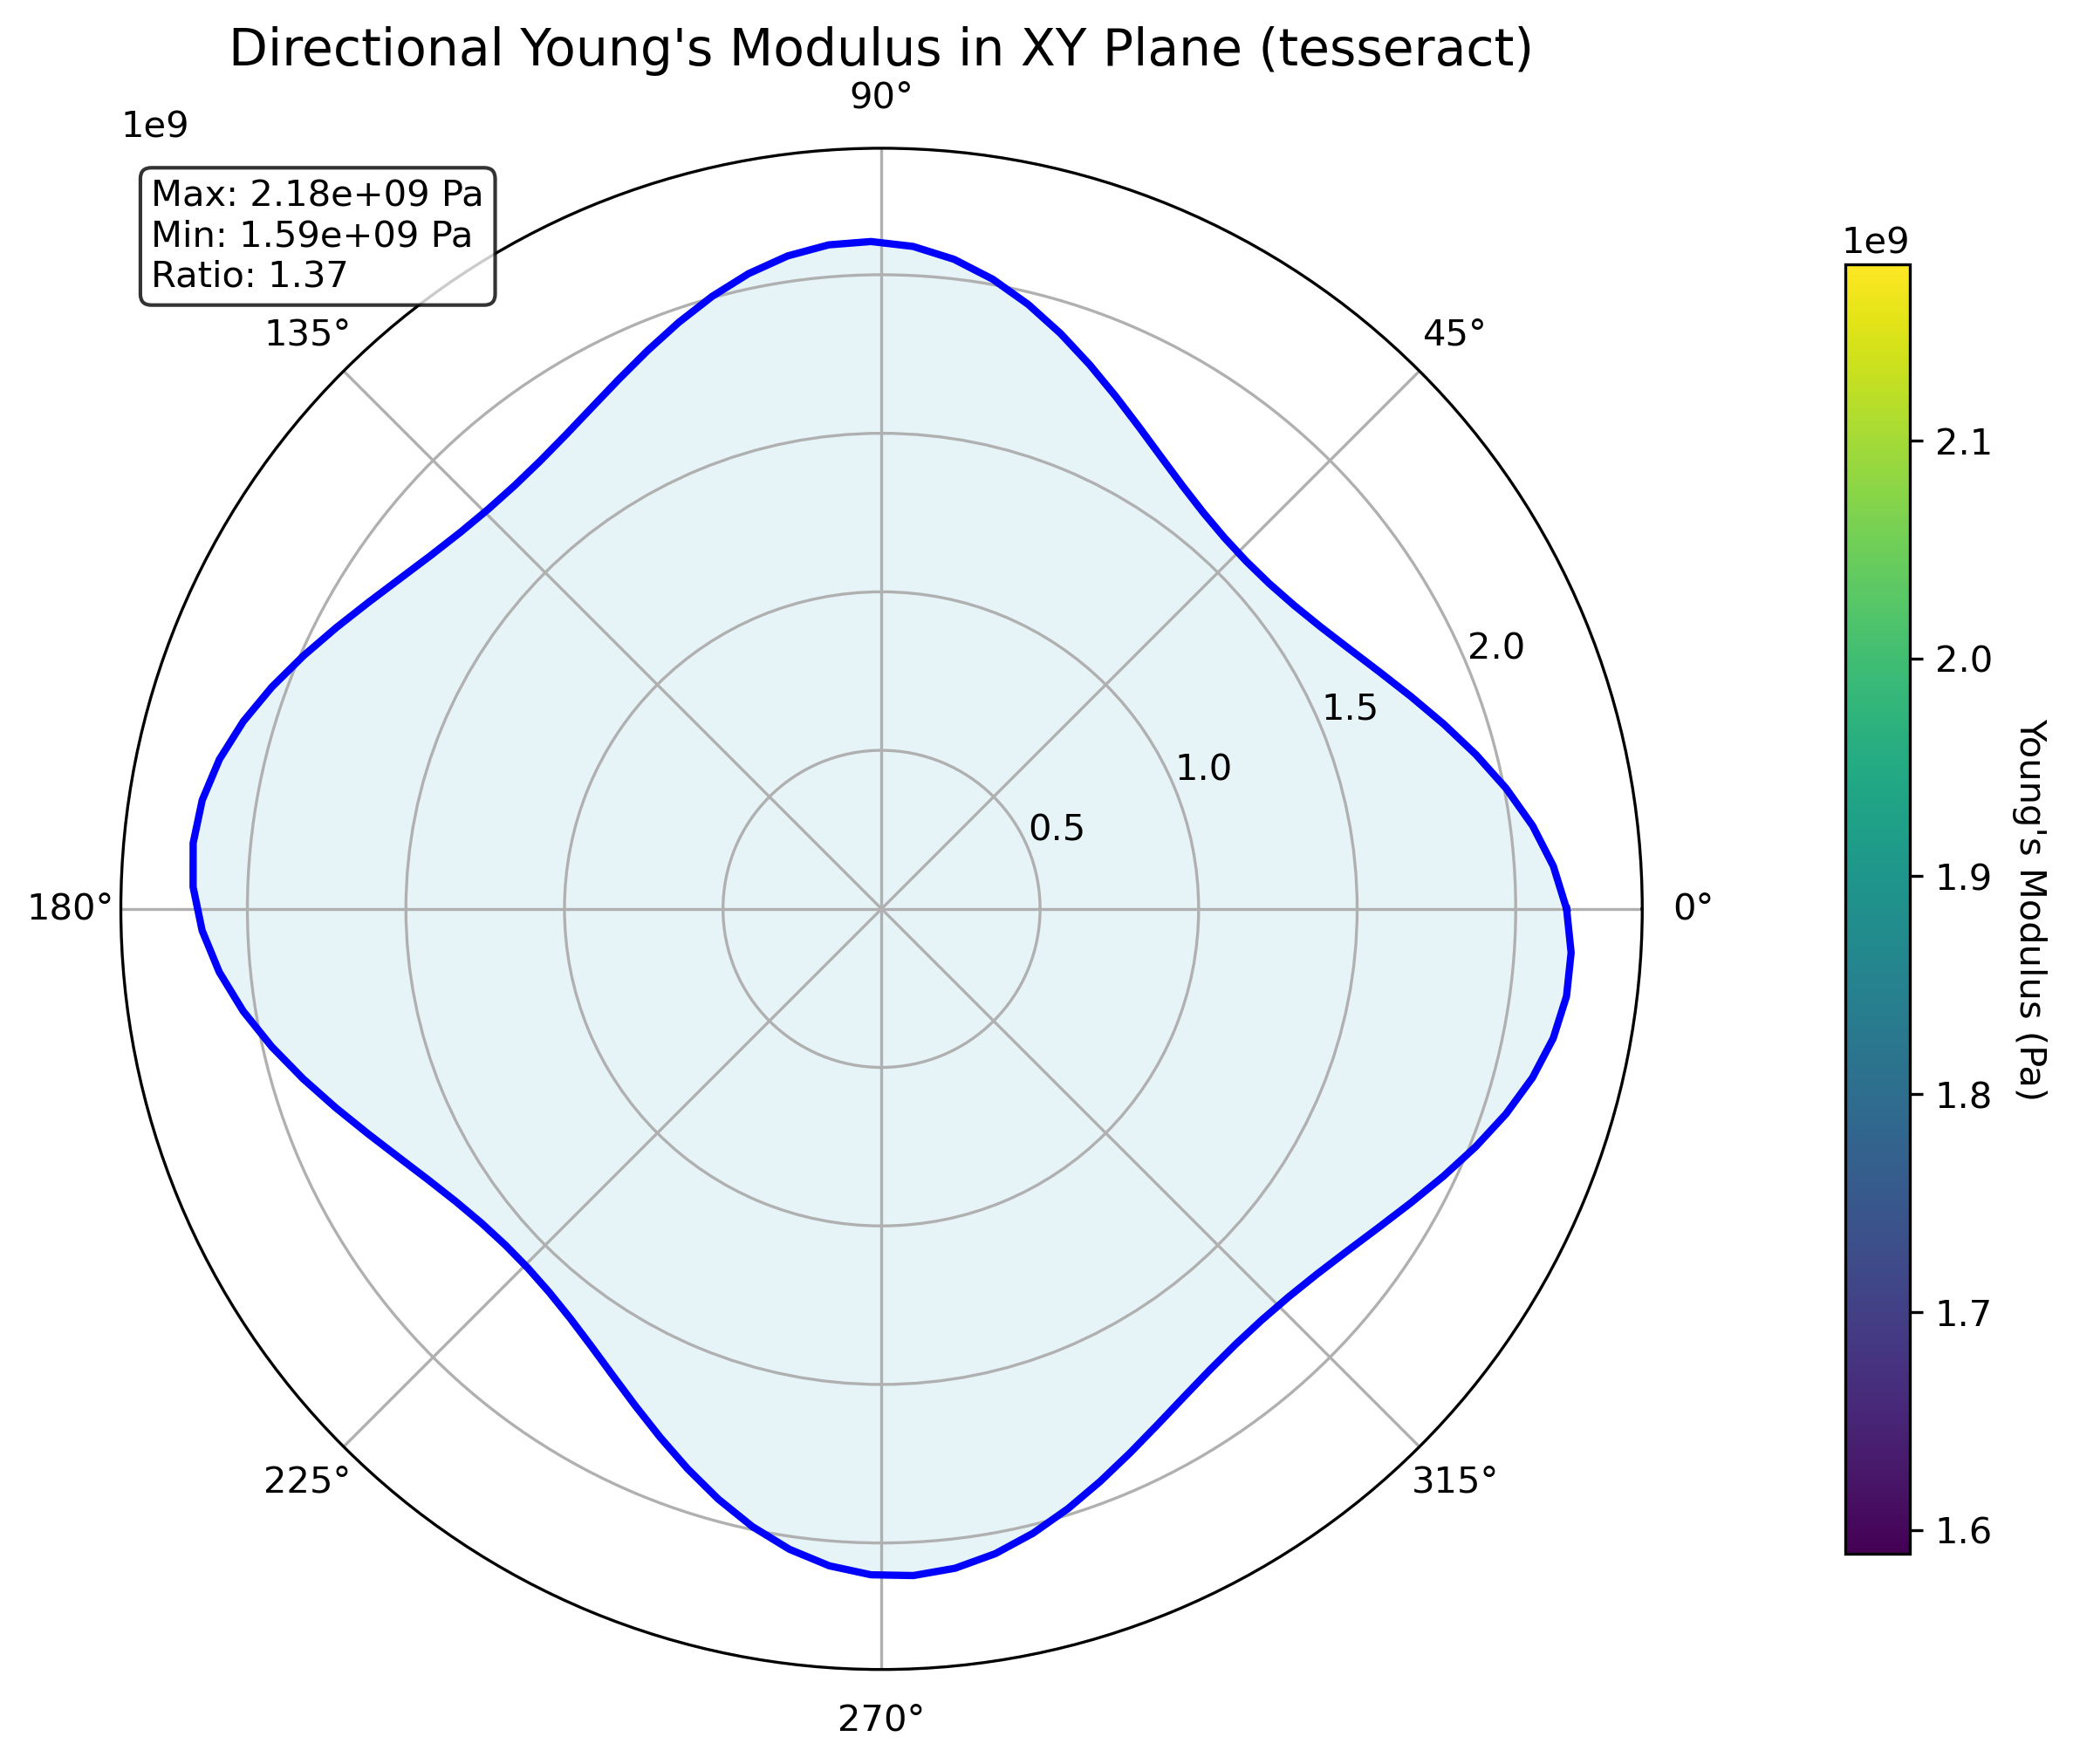 Directional Young's Modulus in XY Plane (tesseract)
90°
1e9
Max: 2.18e+09 Pa
Min: 1.59e+09 Pa
Ratio: 1.37
135°
45°
2.0
1.5
1.0
0.5
180°
0°
225°
315°
270°
1e9
2.1
2.0
1.9
1.8
1.7
1.6
Young's Modulus (Pa)